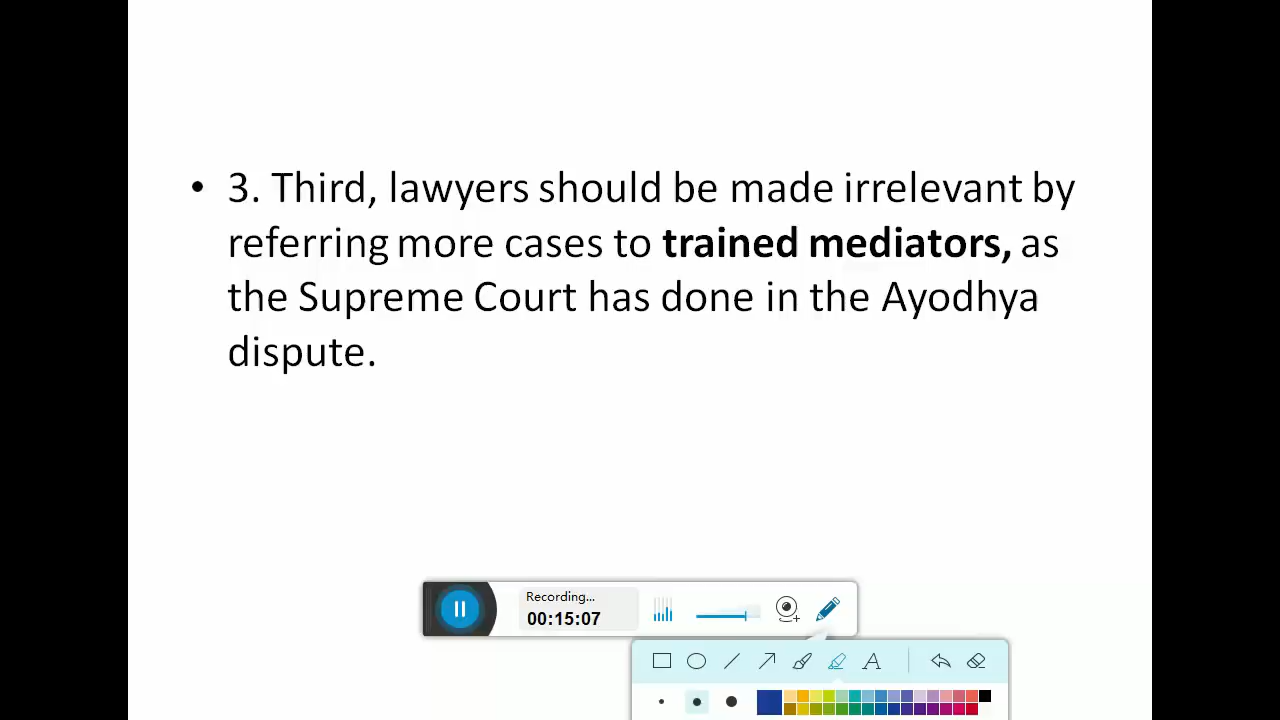 • 3. Third, lawyers should be made irrelevant by
referring more cases to trained mediators, as
the Supreme Court has done in the Ayodhya
dispute.
Recording...
00:15:07
A